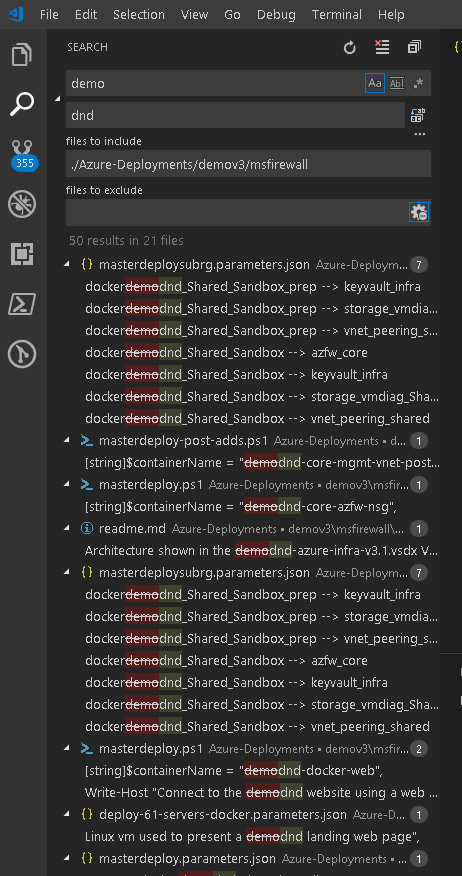 File Edit Selection View Go Debug Terminal Help
SEARCH
demo
Aa Abl .*
dnd
...
files to include
./Azure-Deployments/demov3/msfirewall
files to exclude
355
50 results in 21 files
{} masterdeploysubrg.parameters.json Azure-Deploym... 7
dockerdemodnd_Shared_Sandbox_prep --> keyvault_infra
dockerdemodnd_Shared_Sandbox_prep --> storage_vmdia...
dockerdemodnd_Shared_Sandbox_prep --> vnet_peering_s...
dockerdemodnd_Shared_Sandbox --> azfw_core
dockerdemodnd_Shared_Sandbox --> keyvault_infra
dockerdemodnd_Shared_Sandbox --> storage_vmdiag_Sha...
dockerdemodnd_Shared_Sandbox --> vnet_peering_shared
masterdeploy-post-adds.ps1 Azure-Deployments • d... 1
[string]$containerName = "demodnd-core-mgmt-vnet-post...
masterdeploy.ps1 Azure-Deployments • demov3\msfirewall\... 1
[string]$containerName = "demodnd-core-azfw-nsg",
readme.md Azure-Deployments • demov3\msfirewall\... 1
Architecture shown in the demodnd-azure-infra-v3.1.vsdx V...
{} masterdeploysubrg.parameters.json Azure-Deploym... 7
dockerdemodnd_Shared_Sandbox_prep --> keyvault_infra
dockerdemodnd_Shared_Sandbox_prep --> storage_vmdia...
dockerdemodnd_Shared_Sandbox_prep --> vnet_peering_s...
dockerdemodnd_Shared_Sandbox --> azfw_core
dockerdemodnd_Shared_Sandbox --> keyvault_infra
dockerdemodnd_Shared_Sandbox --> storage_vmdiag_Sha...
dockerdemodnd_Shared_Sandbox --> vnet_peering_shared
masterdeploy.ps1 Azure-Deployments • demov3\msfir... 2
[string]$containerName = "demodnd-docker-web",
Write-Host "Connect to the demodnd website using a web ...
{} deploy-61-servers-docker.parameters.json Azure-D... 1
Linux vm used to present a demodnd landing web page",
{} masterdeploy.parameters.json Azure-Deployments... 1